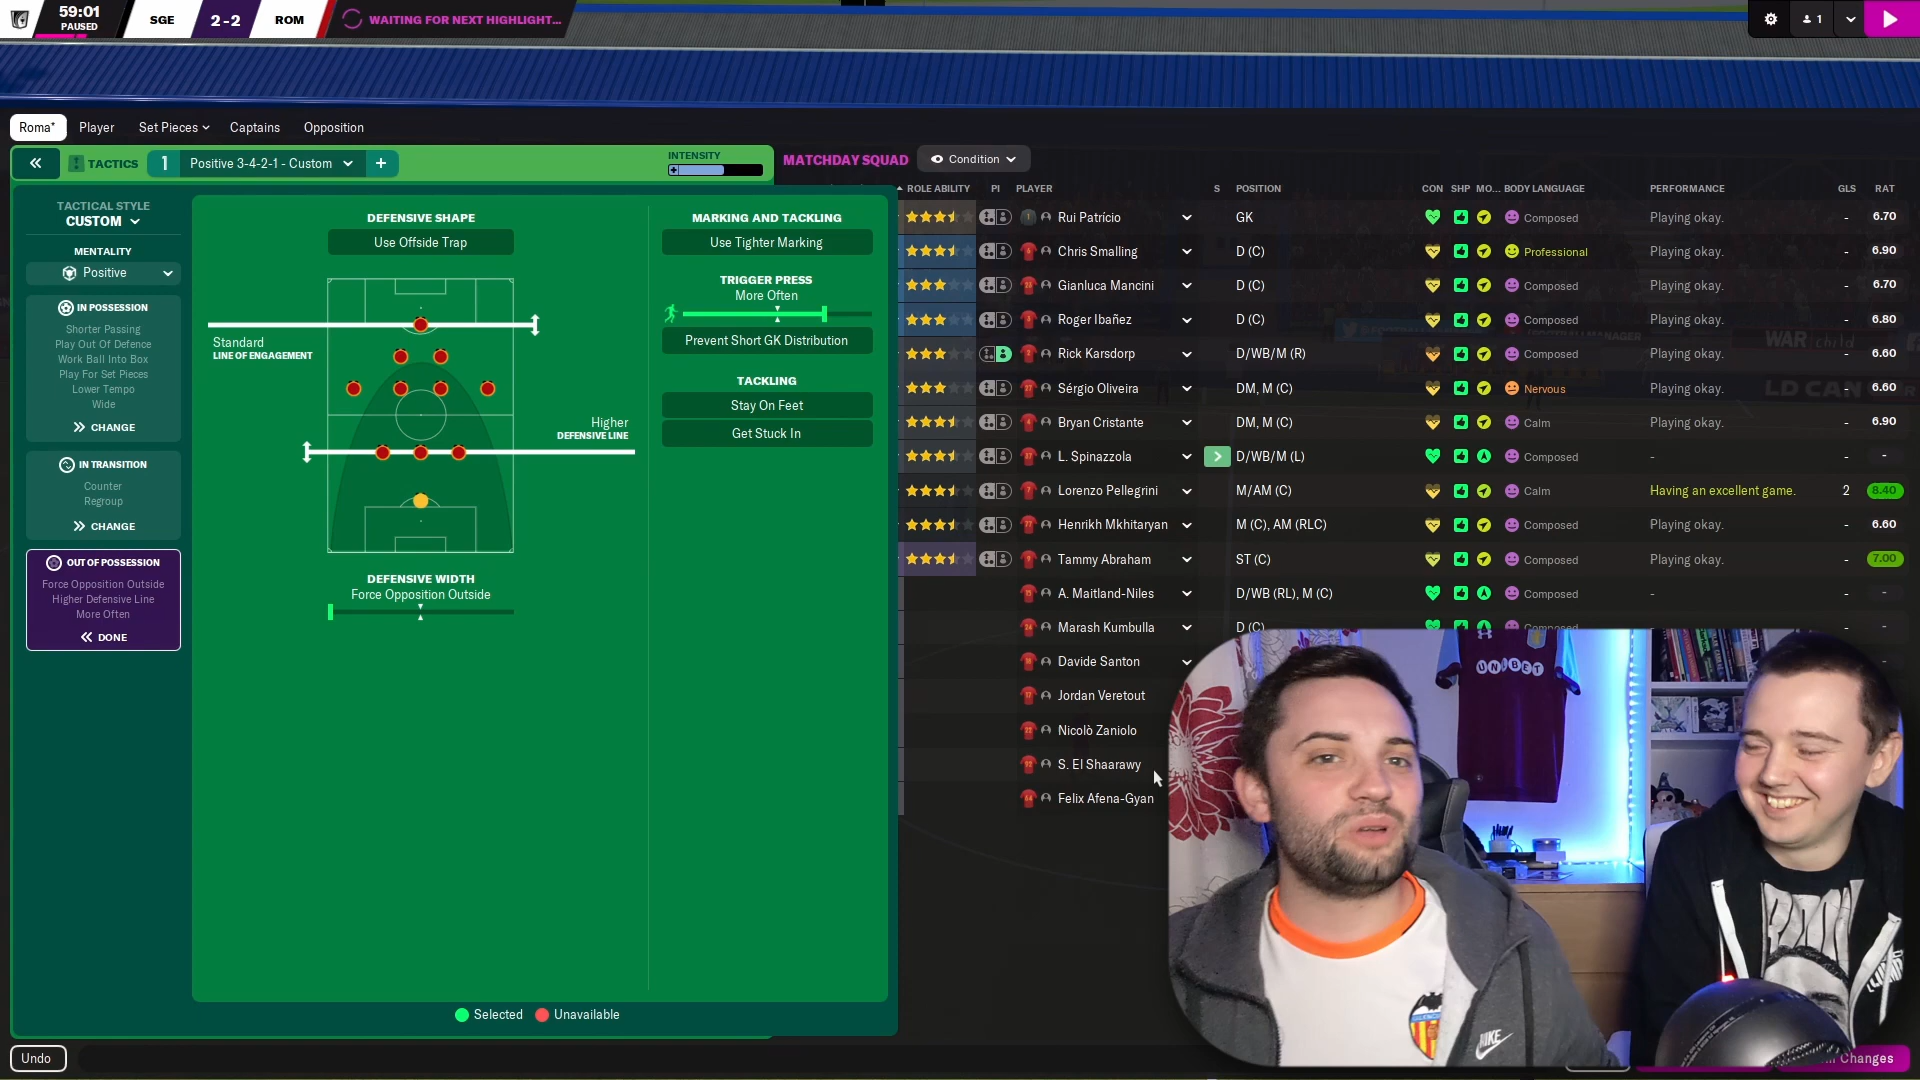 59:01
PAUSED
SGE
2-2
ROM
WAITING FOR NEXT HIGHLIGHT...
1
Roma*
Player
Set Pieces
Captains
Opposition
TACTICS
1
Positive 3-4-2-1 - Custom
+
INTENSITY
MATCHDAY SQUAD
Condition
TACTICAL STYLE
CUSTOM
MENTALITY
Positive
IN POSSESSION
Shorter Passing
Play Out Of Defence
Work Ball Into Box
Play For Set Pieces
Lower Tempo
Wide
CHANGE
IN TRANSITION
Counter
Regroup
CHANGE
OUT OF POSSESSION
Force Opposition Outside
Higher Defensive Line
More Often
DONE
DEFENSIVE SHAPE
Use Offside Trap
Standard
LINE OF ENGAGEMENT
Higher
DEFENSIVE LINE
DEFENSIVE WIDTH
Force Opposition Outside
MARKING AND TACKLING
Use Tighter Marking
TRIGGER PRESS
More Often
Prevent Short GK Distribution
TACKLING
Stay On Feet
Get Stuck In
Selected
Unavailable
Undo
ROLE ABILITY PI PLAYER S POSITION CON SHP MO... BODY LANGUAGE PERFORMANCE GLS RAT
Rui Patrício GK Composed Playing okay. - 6.70
Chris Smalling D (C) Professional Playing okay. - 6.90
Gianluca Mancini D (C) Composed Playing okay. - 6.70
Roger Ibañez D (C) Composed Playing okay. - 6.80
Rick Karsdorp D/WB/M (R) Composed Playing okay. - 6.60
Sérgio Oliveira DM, M (C) Nervous Playing okay. - 6.60
Bryan Cristante DM, M (C) Calm Playing okay. - 6.90
L. Spinazzola D/WB/M (L) Composed - - -
Lorenzo Pellegrini M/AM (C) Calm Having an excellent game. 2 8.40
Henrikh Mkhitaryan M (C), AM (RLC) Composed Playing okay. - 6.60
Tammy Abraham ST (C) Composed Playing okay. - 7.00
A. Maitland-Niles D/WB (RL), M (C) Composed - - -
Marash Kumbulla D (C) Composed - -
Davide Santon
Jordan Veretout
Nicolò Zaniolo
S. El Shaarawy
Felix Afena-Gyan
WAR child
UNIBET
NIKE
Changes